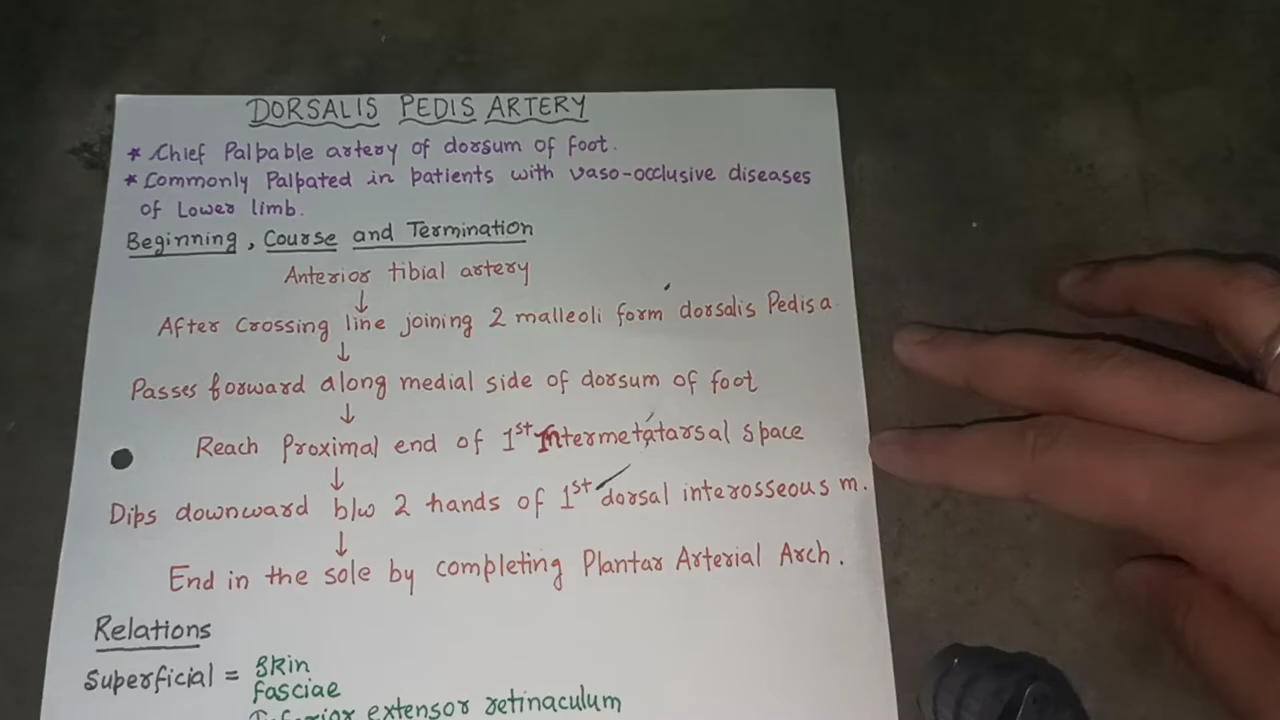 DORSALIS PEDIS ARTERY
* Chief Palpable artery of dorsum of foot.
* Commonly Palpated in patients with vaso-occlusive diseases
of Lower limb.
Beginning, Course and Termination
Anterior tibial artery
↓
After Crossing line joining 2 malleoli form dorsalis Pedis a.
↓
Passes forward along medial side of dorsum of foot
↓
Reach Proximal end of 1st Intermetatarsal space
↓
Dips downward b/w 2 hands of 1st dorsal interosseous m.
↓
End in the sole by completing Plantar Arterial Arch.
Relations
Superficial = Skin
fasciae
Inferior extensor retinaculum